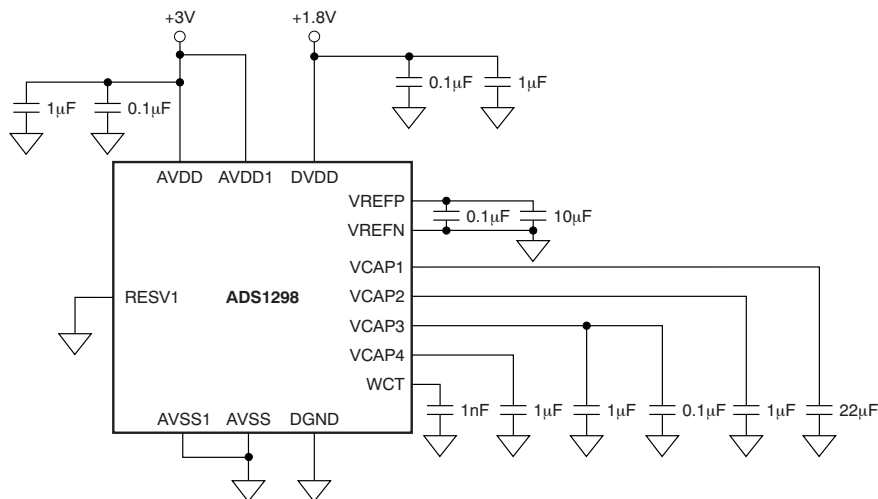 +3V +1.8V
1μF 0.1μF 0.1μF 1μF
AVDD AVDD1 DVDD
VREFP
0.1μF 10μF
VREFN
VCAP1
RESV1 ADS1298 VCAP2
VCAP3
VCAP4
WCT
1nF 1μF 1μF 0.1μF 1μF 22μF
AVSS1 AVSS DGND